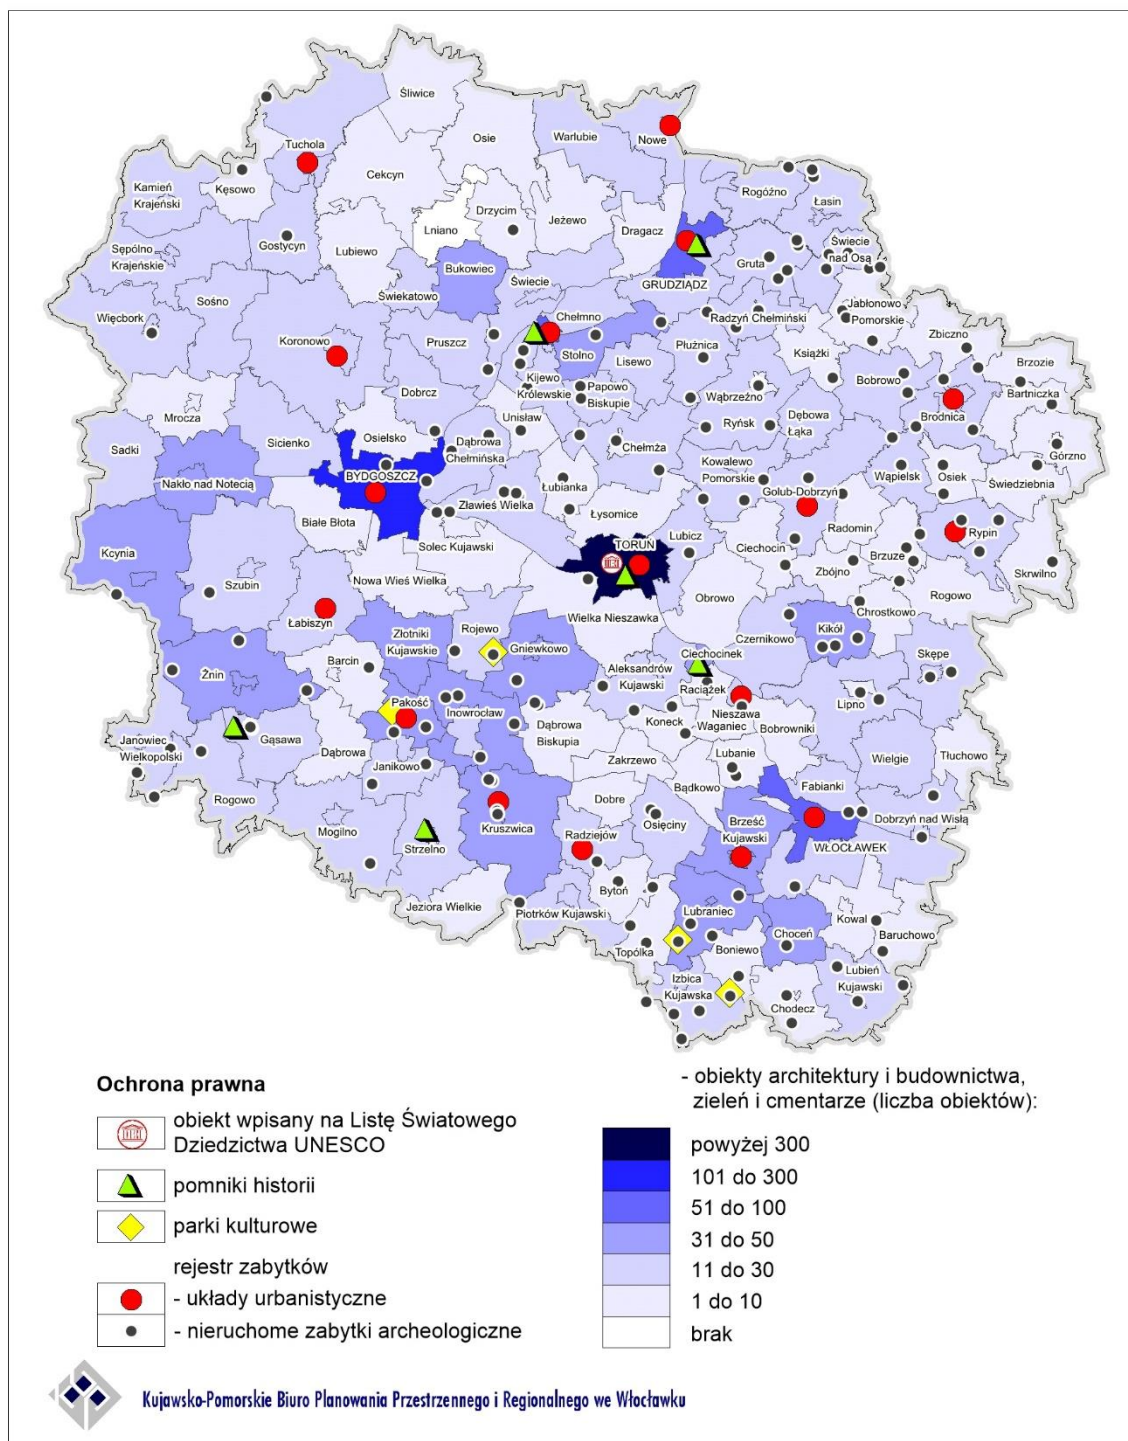 Śliwice
Osie
Warlubie
Nowe
Tuchola
Cekcyn
Kęsowo
Kamień
Krajeński
Rogóźno
Łasin
Drzycim
Jeżewo
Dragacz
Lniano
Gostycyn
Lubiewo
Sępólno
Krajeńskie
Bukowiec
Gruta
Świecie
nad Osą
Świecie
GRUDZIĄDZ
Świekatowo
Sośno
Więcbork
Koronowo
Chełmno
Radzyń Chełmiński
Jabłonowo
Pomorskie
Pruszcz
Stolno
Lisewo
Płużnica
Książki
Zbiczno
Brzozie
Kijewo
Królewskie
Papowo
Biskupie
Bobrowo
Bartniczka
Dobrcz
Wąbrzeźno
Mrocza
Unisław
Dębowa
Łąka
Brodnica
Sadki
Sicienko
Osielsko
Dąbrowa
Chełmińska
Chełmża
Ryńsk
Górzno
BYDGOSZCZ
Kowalewo
Pomorskie
Wąpielsk
Osiek
Świedziebnia
Nakło nad Notecią
Łubianka
Golub-Dobrzyń
Zławieś Wielka
Białe Błota
Łysomice
Radomin
Rypin
Kcynia
Solec Kujawski
TORUŃ
Lubicz
Ciechocin
Brzuze
Zbójno
Skrwilno
Szubin
Nowa Wieś Wielka
Obrowo
Rogowo
Łabiszyn
Wielka Nieszawka
Chrostkowo
Złotniki
Kujawskie
Rojewo
Gniewkowo
Czernikowo
Kikół
Skępe
Barcin
Ciechocinek
Aleksandrów
Kujawski
Raciążek
Żnin
Pakość
Inowrocław
Koneck
Nieszawa
Waganiec
Lipno
Gąsawa
Dąbrowa
Biskupia
Bobrowniki
Janowiec
Wielkopolski
Dąbrowa
Janikowo
Zakrzewo
Lubanie
Wielgie
Tłuchowo
Rogowo
Dobre
Bądkowo
Fabianki
Mogilno
Kruszwica
Osięciny
Brześć
Kujawski
Dobrzyń nad Wisłą
Strzelno
Radziejów
WŁOCŁAWEK
Jeziora Wielkie
Bytoń
Piotrków Kujawski
Lubraniec
Choceń
Kowal
Baruchowo
Topólka
Boniewo
Izbica
Kujawska
Lubień
Kujawski
Chodecz
Ochrona prawna
obiekt wpisany na Listę Światowego
Dziedzictwa UNESCO
pomniki historii
parki kulturowe
rejestr zabytków
- układy urbanistyczne
- nieruchome zabytki archeologiczne
- obiekty architektury i budownictwa,
zieleń i cmentarze (liczba obiektów):
powyżej 300
101 do 300
51 do 100
31 do 50
11 do 30
1 do 10
brak
Kujawsko-Pomorskie Biuro Planowania Przestrzennego i Regionalnego we Włocławku